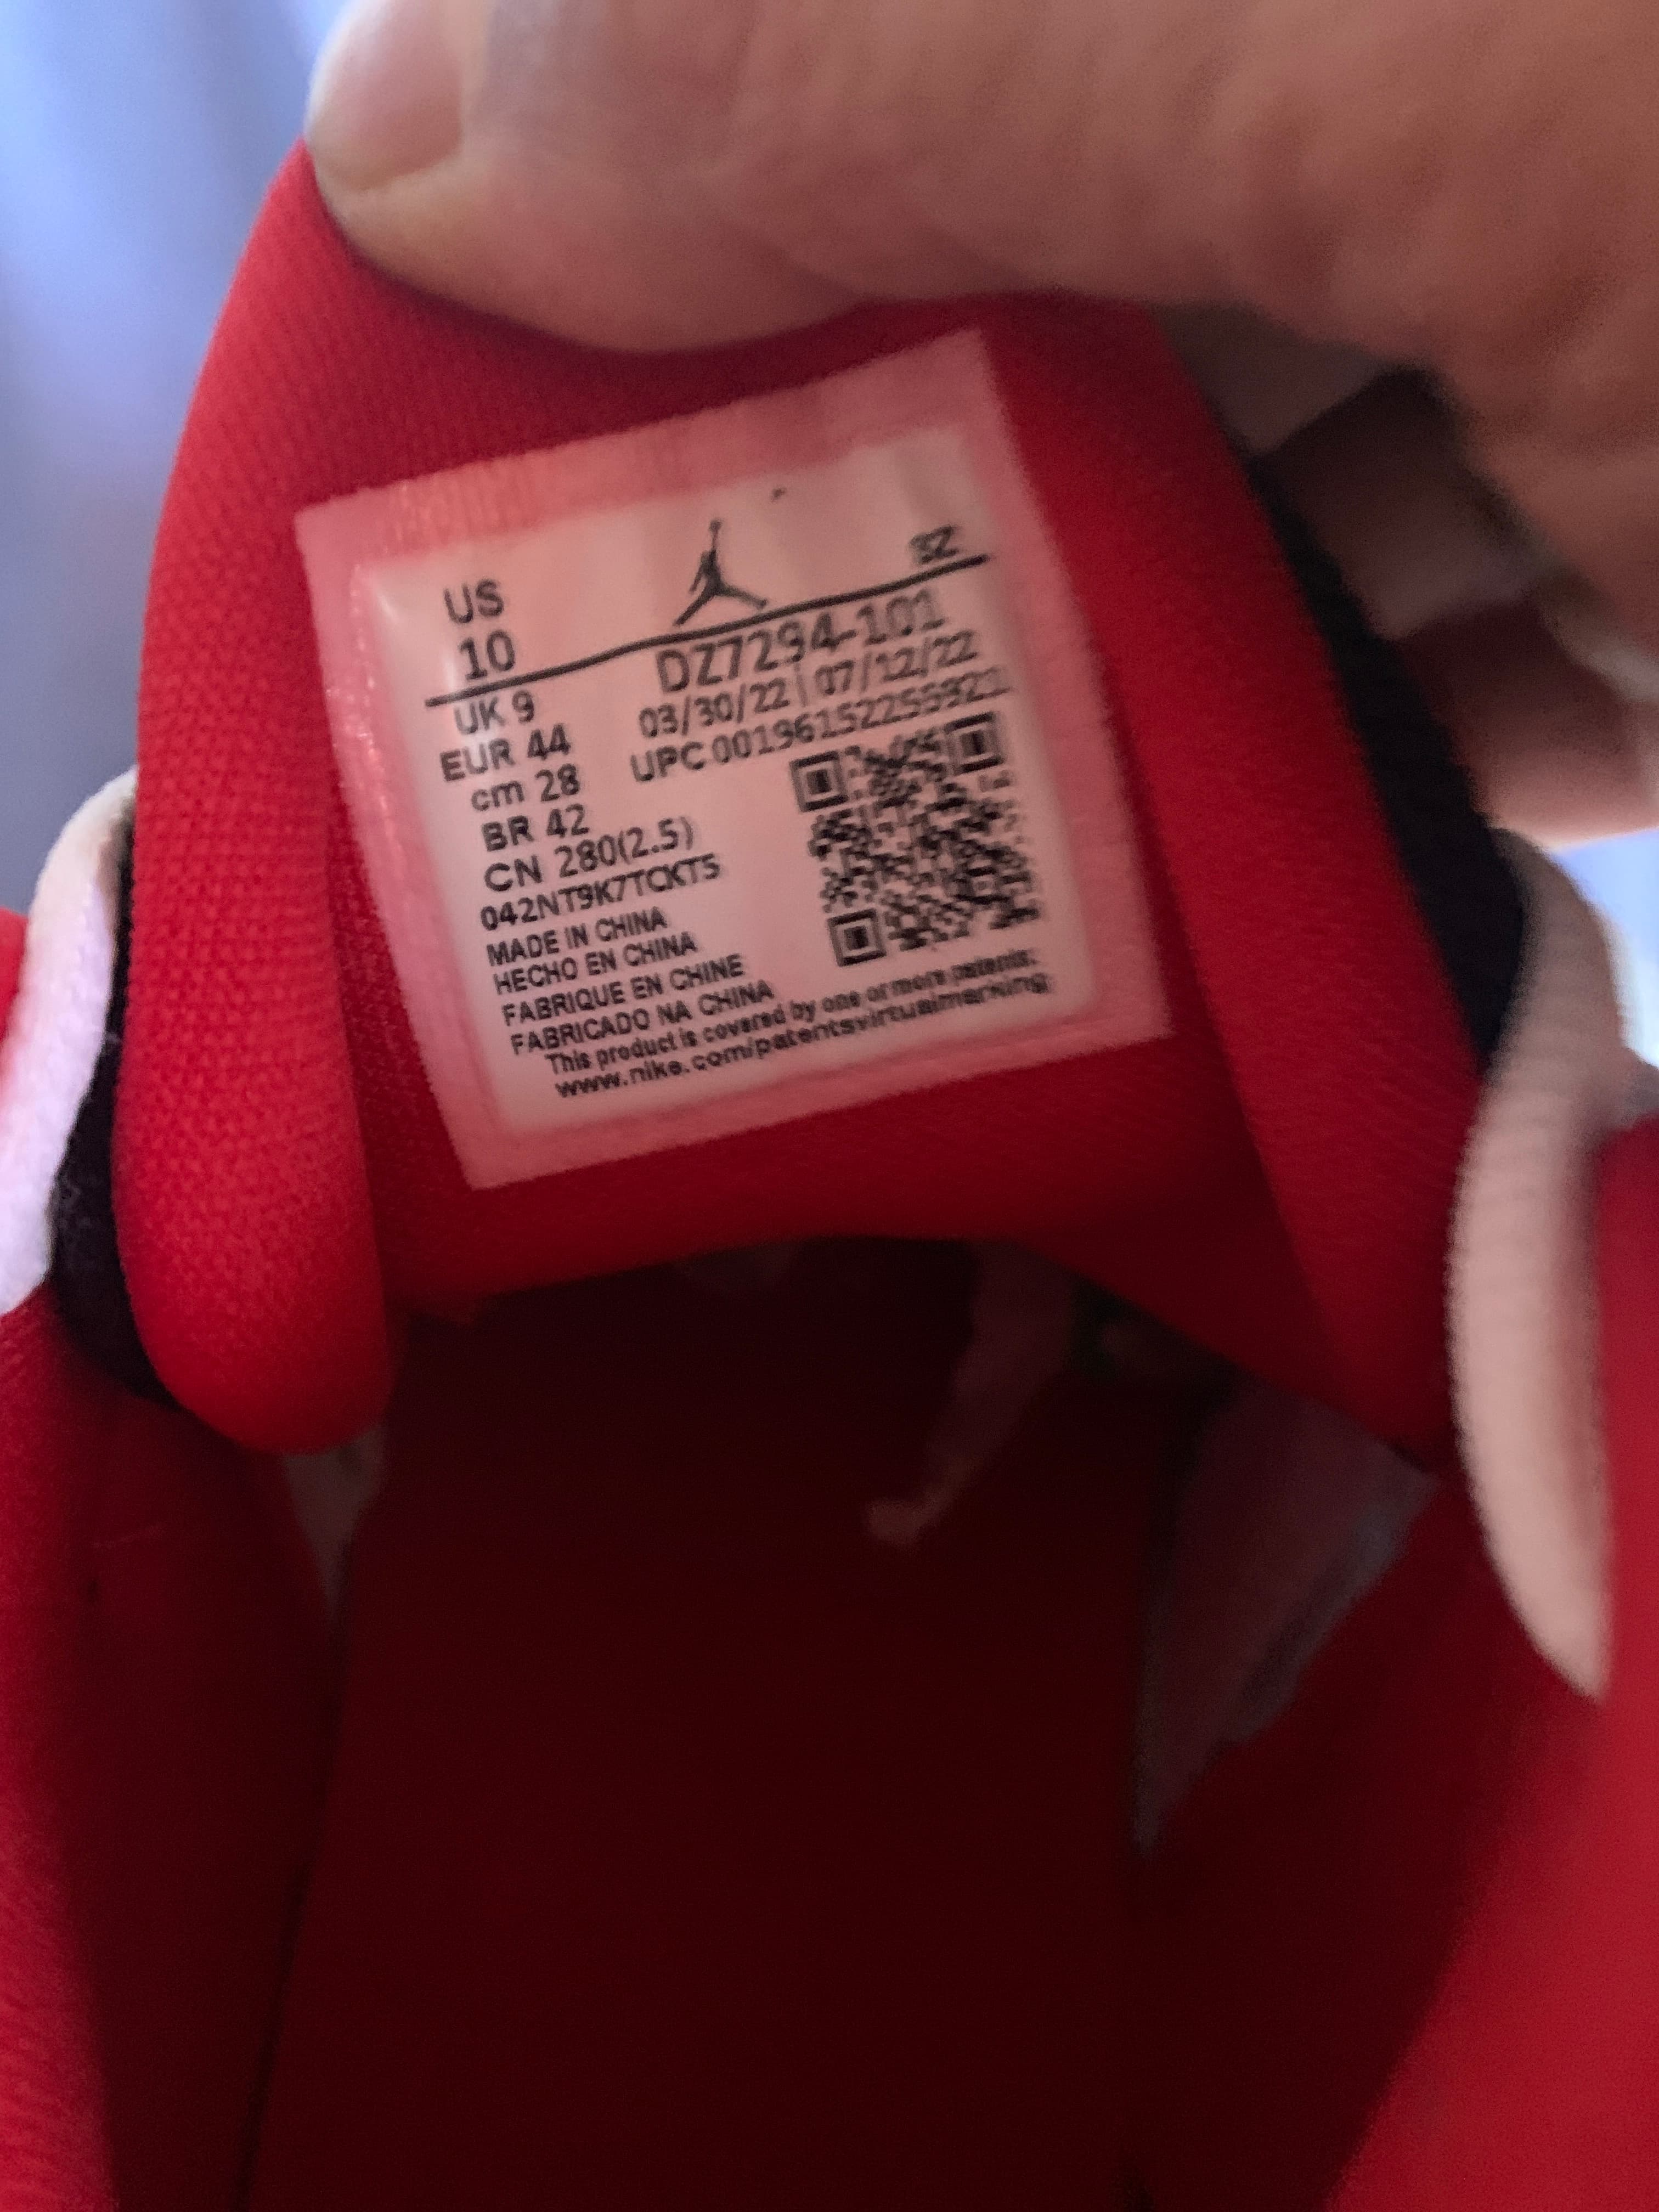 US
10
UK 9
EUR 44
cm 28
BR 42
CN 280(2.5)
042NT9K7TCKT5
MADE IN CHINA
HECHO EN CHINA
FABRIQUE EN CHINE
FABRICADO NA CHINA
This product is covered by one or more patents:
www.nike.com/patentsvirtualmarking
DZ7294-101
03/30/22 | 07/12/22
UPC